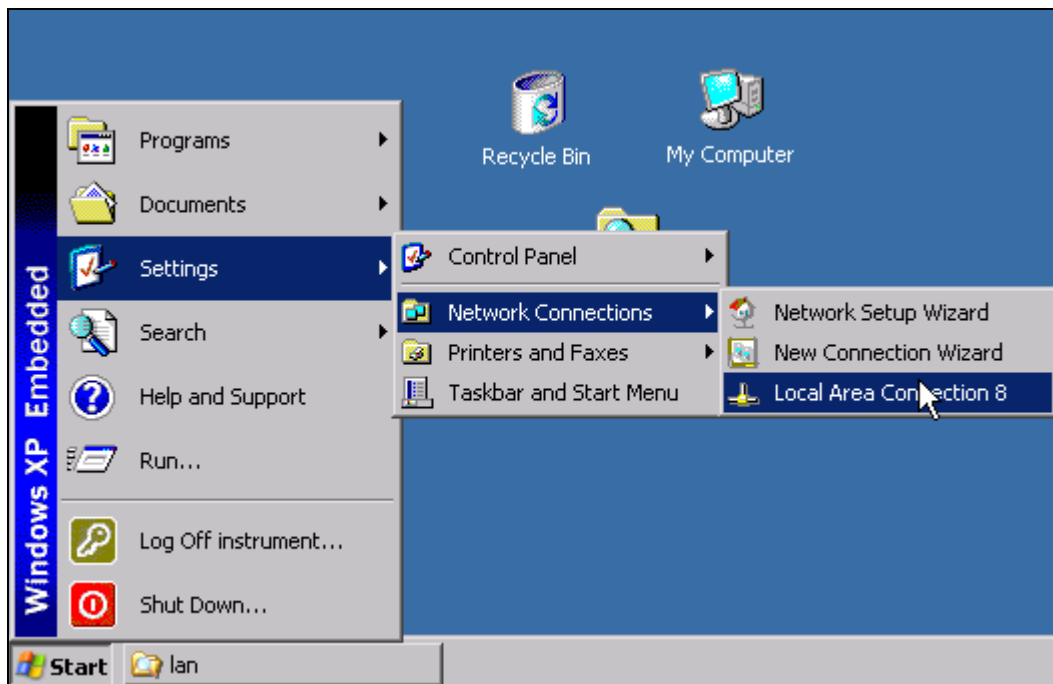 Recycle Bin
My Computer
Windows XP Embedded
Programs
Documents
Settings
Search
Help and Support
Run...
Log Off instrument...
Shut Down...
Control Panel
Network Connections
Printers and Faxes
Taskbar and Start Menu
Network Setup Wizard
New Connection Wizard
Local Area Connection 8
Start
lan